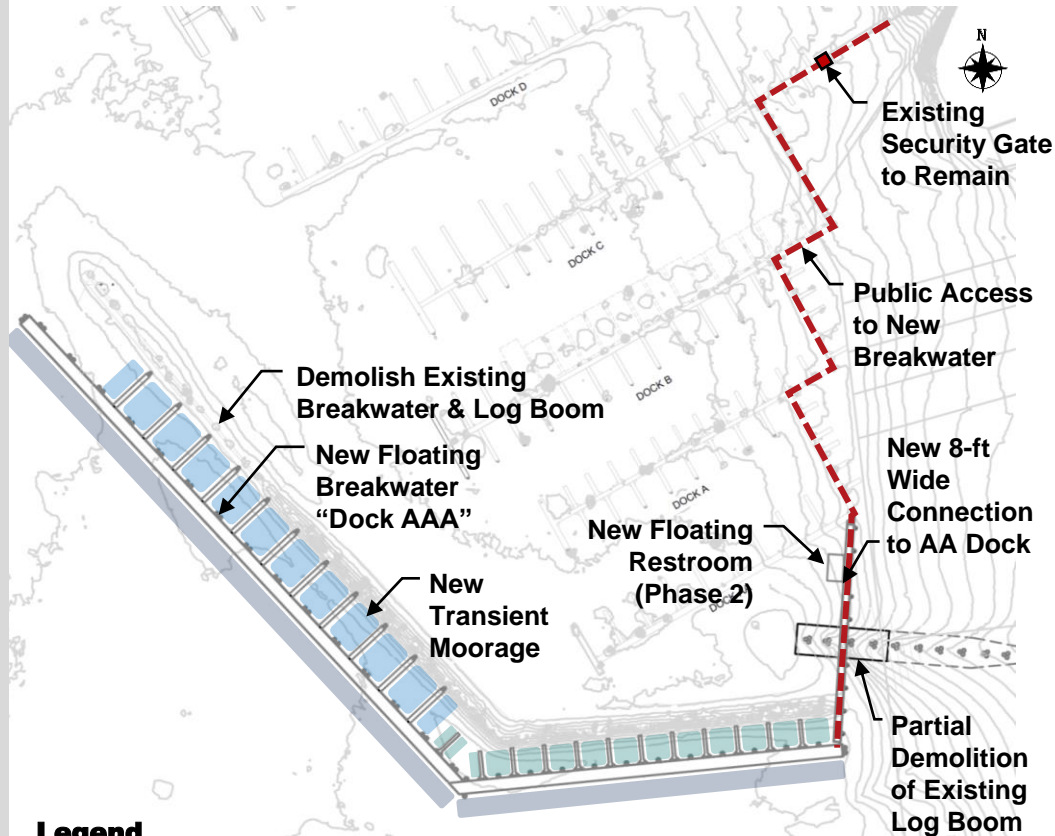 N
DOCK D
Existing
Security Gate
to Remain
DOCK C
Public Access
to New
Breakwater
Demolish Existing
Breakwater & Log Boom
DOCK B
New Floating
Breakwater
“Dock AAA”
New 8-ft
Wide
Connection
to AA Dock
DOCK A
New Floating
Restroom
(Phase 2)
New
Transient
Moorage
Partial
Demolition
of Existing
Log Boom
Legend